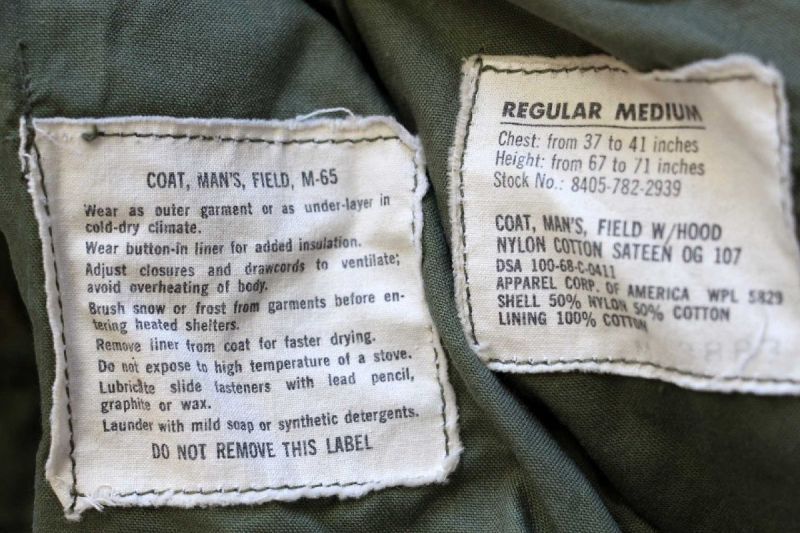 COAT, MAN'S, FIELD, M-65
Wear as outer garment or as under-layer in
cold-dry climate.
Wear button-in liner for added insulation.
Adjust closures and drawcords to ventilate;
avoid overheating of body.
Brush snow or frost from garments before en-
tering heated shelters.
Remove liner from coat for faster drying.
Do not expose to high temperature of a stove.
Lubricate slide fasteners with lead pencil,
graphite or wax.
Launder with mild soap or synthetic detergents.
DO NOT REMOVE THIS LABEL
REGULAR MEDIUM
Chest: from 37 to 41 inches
Height: from 67 to 71 inches
Stock No.: 8405-782-2939
COAT, MAN'S, FIELD W/HOOD
NYLON COTTON SATEEN OG 107
DSA 100-68-C-0411
APPAREL CORP. OF AMERICA WPL 5829
SHELL 50% NYLON 50% COTTON
LINING 100% COTTON